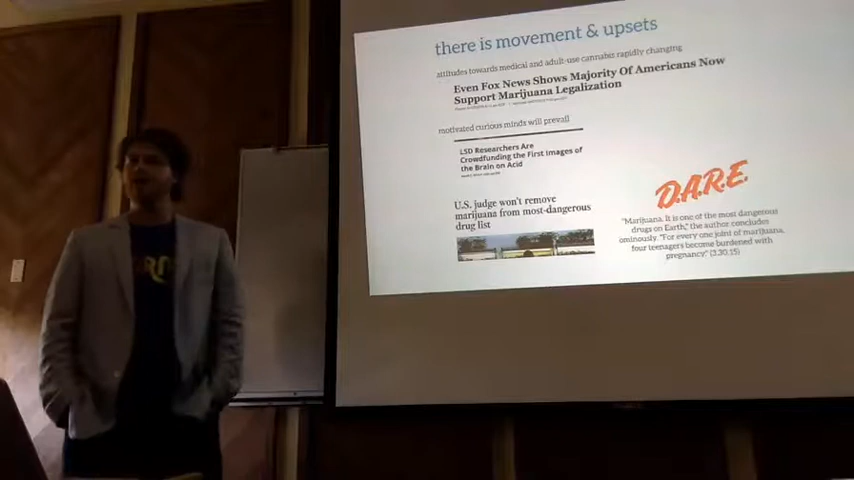 there is movement & upsets
attitudes towards medical and adult-use cannabis rapidly changing
Even Fox News Shows Majority Of Americans Now
Support Marijuana Legalization
motivated curious minds will prevail
LSD Researchers Are
Crowdfunding the First Images of
the Brain on Acid
U.S. judge won't remove
marijuana from most-dangerous
drug list
D.A.R.E.
"Marijuana. It is one of the most dangerous
drugs on Earth," the author concludes
ominously. "For every one joint of marijuana,
four teenagers become burdened with
pregnancy" (3.30.15)